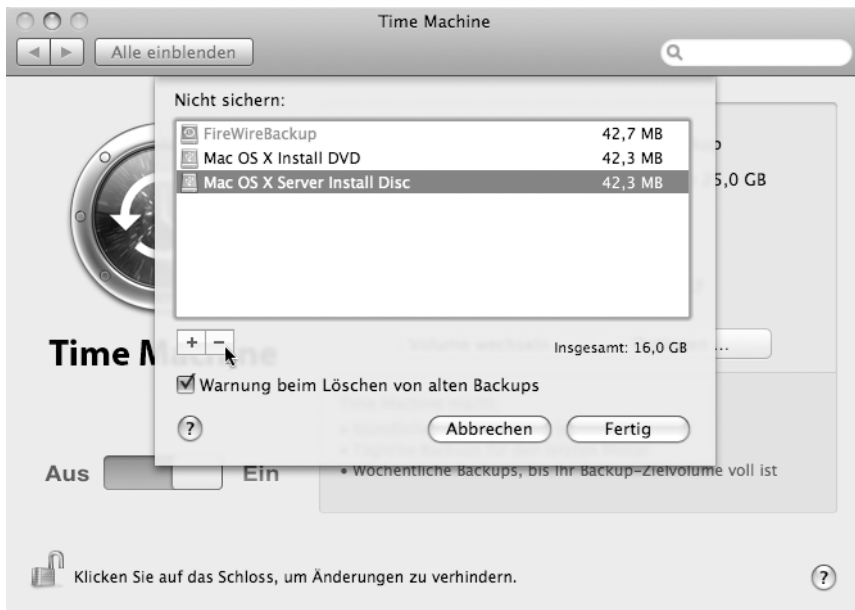 Time Machine
Alle einblenden
Nicht sichern:
FireWireBackup 42,7 MB
Mac OS X Install DVD 42,3 MB
Mac OS X Server Install Disc 42,3 MB
5,0 GB
Insgesamt: 16,0 GB
Warnung beim Löschen von alten Backups
? Abbrechen Fertig
Time
Aus Ein
• Wöchentliche Backups, bis Ihr Backup-Zielvolume voll ist
Klicken Sie auf das Schloss, um Änderungen zu verhindern. ?